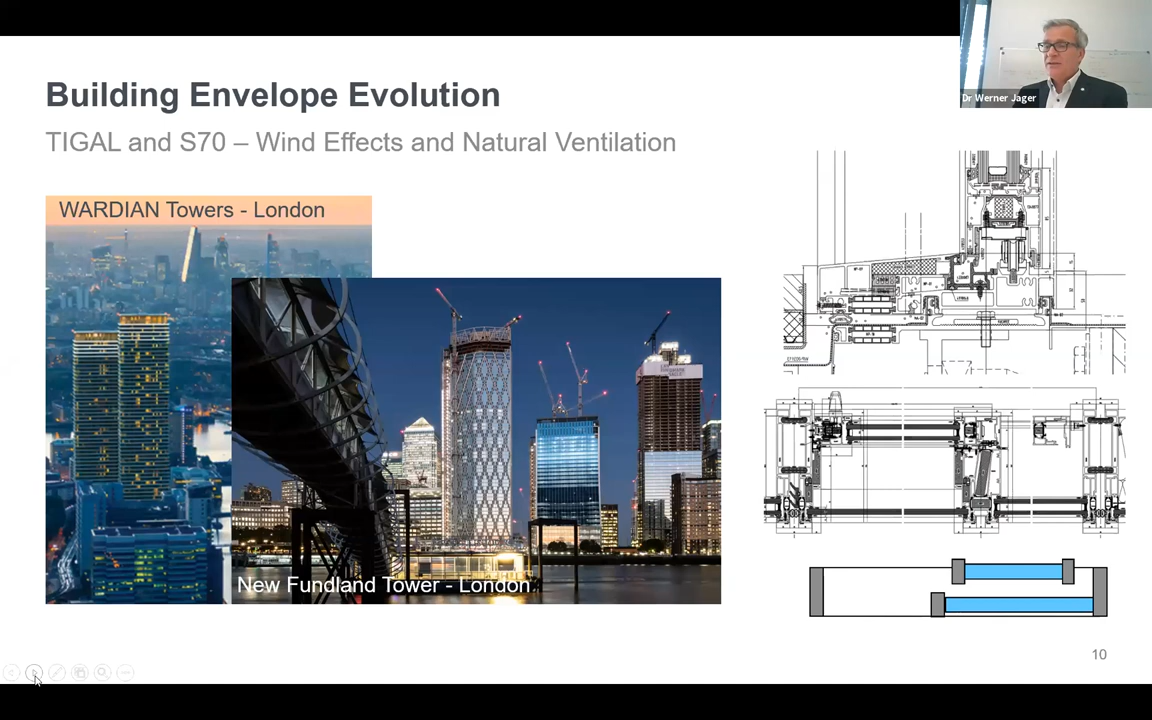 Dr Werner Jager
Building Envelope Evolution
TIGAL and S70 – Wind Effects and Natural Ventilation
WARDIAN Towers - London
New Fundland Tower - London
10